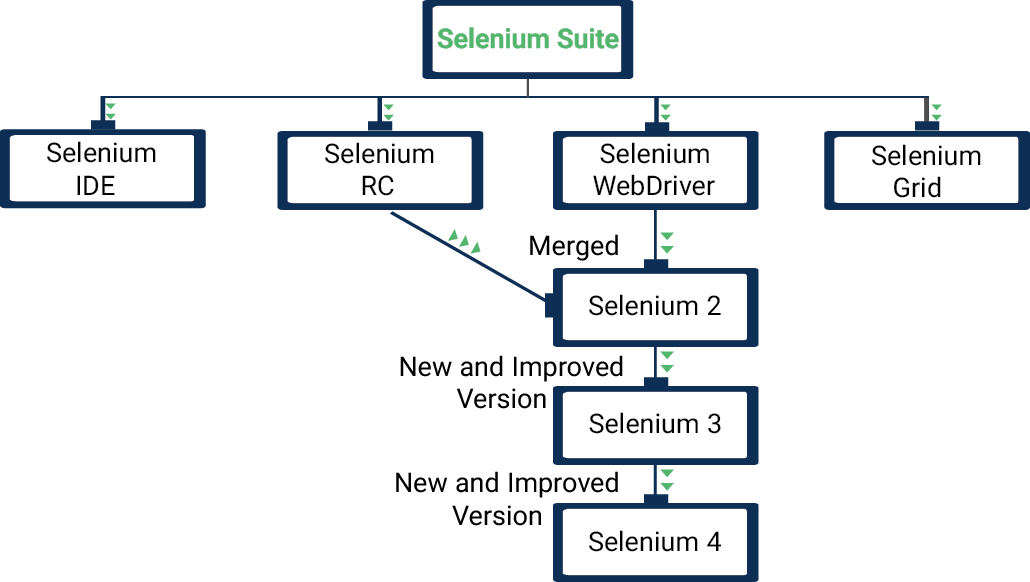 Selenium Suite
Selenium
IDE
Selenium
RC
Selenium
WebDriver
Selenium
Grid
Merged
Selenium 2
New and Improved
Version
Selenium 3
New and Improved
Version
Selenium 4